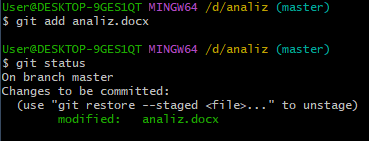 User@DESKTOP-9GES1QT MINGW64 /d/analiz (master)
$ git add analiz.docx
User@DESKTOP-9GES1QT MINGW64 /d/analiz (master)
$ git status
On branch master
Changes to be committed:
  (use "git restore --staged <file>..." to unstage)
        modified:   analiz.docx